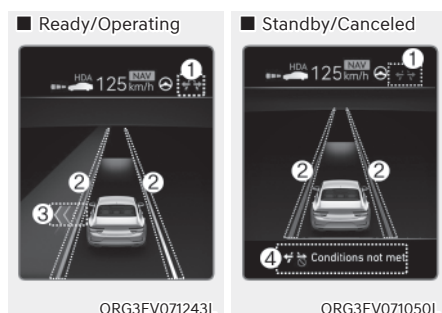 ■ Ready/Operating
HDA 125 km/h NAV ①
② ②
③
ORG3EV071243L
■ Standby/Canceled
HDA 125 km/h NAV ①
② ②
④ Conditions not met
ORG3EV071050L